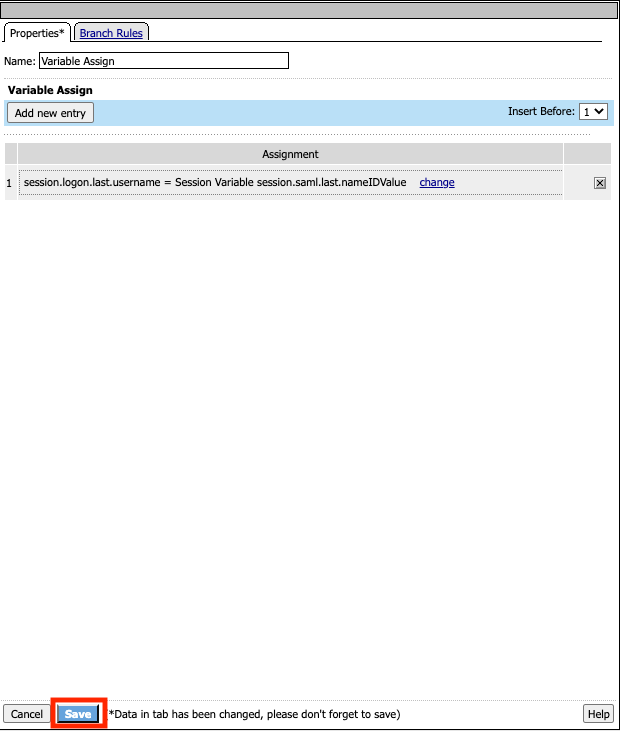 Properties* Branch Rules
Name: Variable Assign
Variable Assign
Add new entry Insert Before: 1
Assignment
1 session.logon.last.username = Session Variable session.saml.last.nameIDValue change
Cancel Save *Data in tab has been changed, please don't forget to save) Help